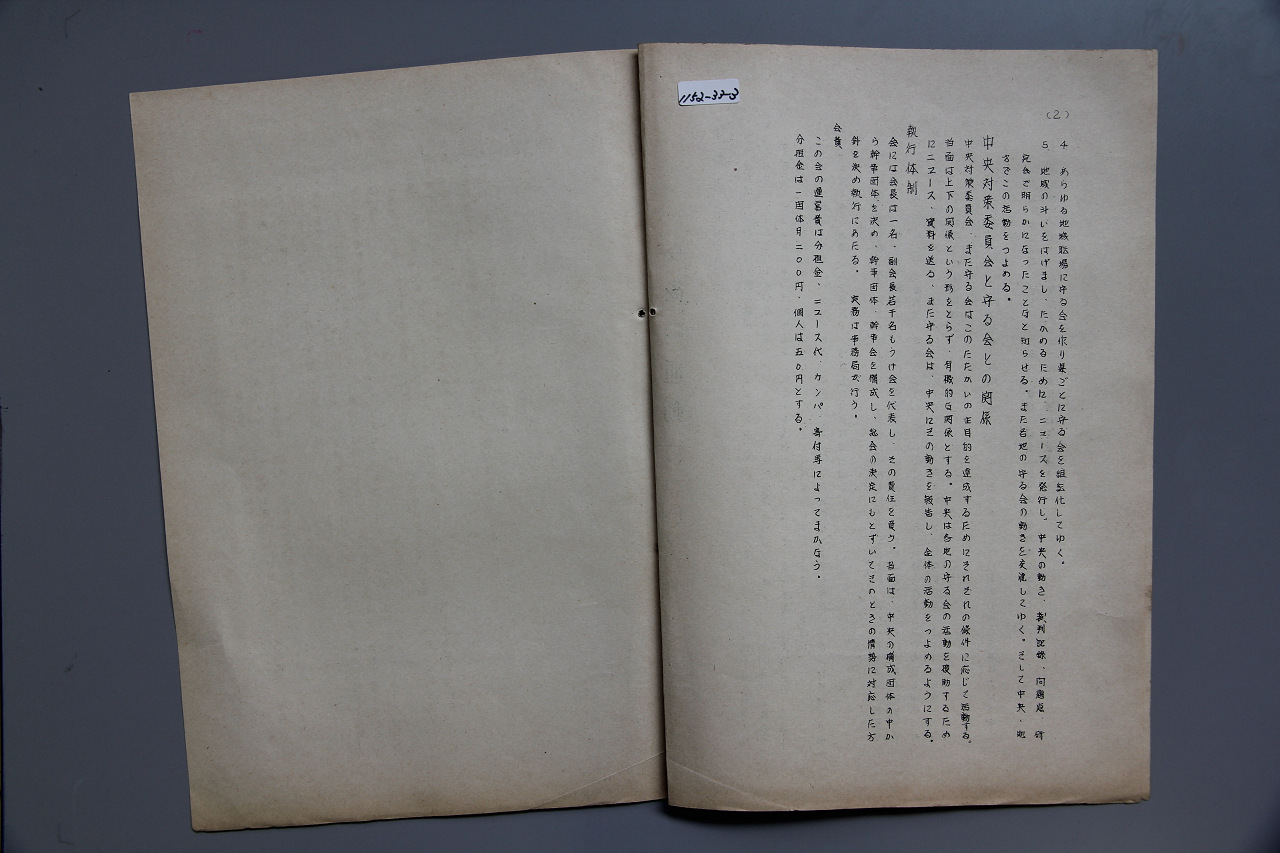 1152-33-3
(2)
4 あらゆる地域職場に守る会を作り県ごとに守る会を組織化してゆく。
5 地域の斗いをはげまし、たかめるために、ニュースを発行し、中央の動き、裁判記録、問題点、研
究会で明らかになったことなど知らせる。また各地の守る会の動きを交流してゆく。そして中央・地
方でこの活動をつよめる。
中央対策委員会と守る会との関係
中央対策委員会、また守る会はこのたたかいの主目的を達成するためにそれぞれの条件に応じて活動する。
当面は上下の関係という形をとらず、有機的な関係とする。中央は各地の守る会の活動を援助するため
にニュース、資料を送る、また守る会は、中央にその動きを報告し、全体の活動をつよめるようにする。
執行体制
会には会長は一名、副会長若干名もうけ会を代表し、その責任を負う。当面は、中央の構成団体の中か
ら幹事団体を決め、幹事団体、幹事会を構成し、総会の決定にもとずいてそのときの情勢に対応した方
針を決め執行にあたる。 実務は事務局が行う。
会費
この会の運営費は分担金、ニュース代、カンパ、寄付等によってまかなう。
分担金は一団体月二〇〇円・個人は五〇円とする。